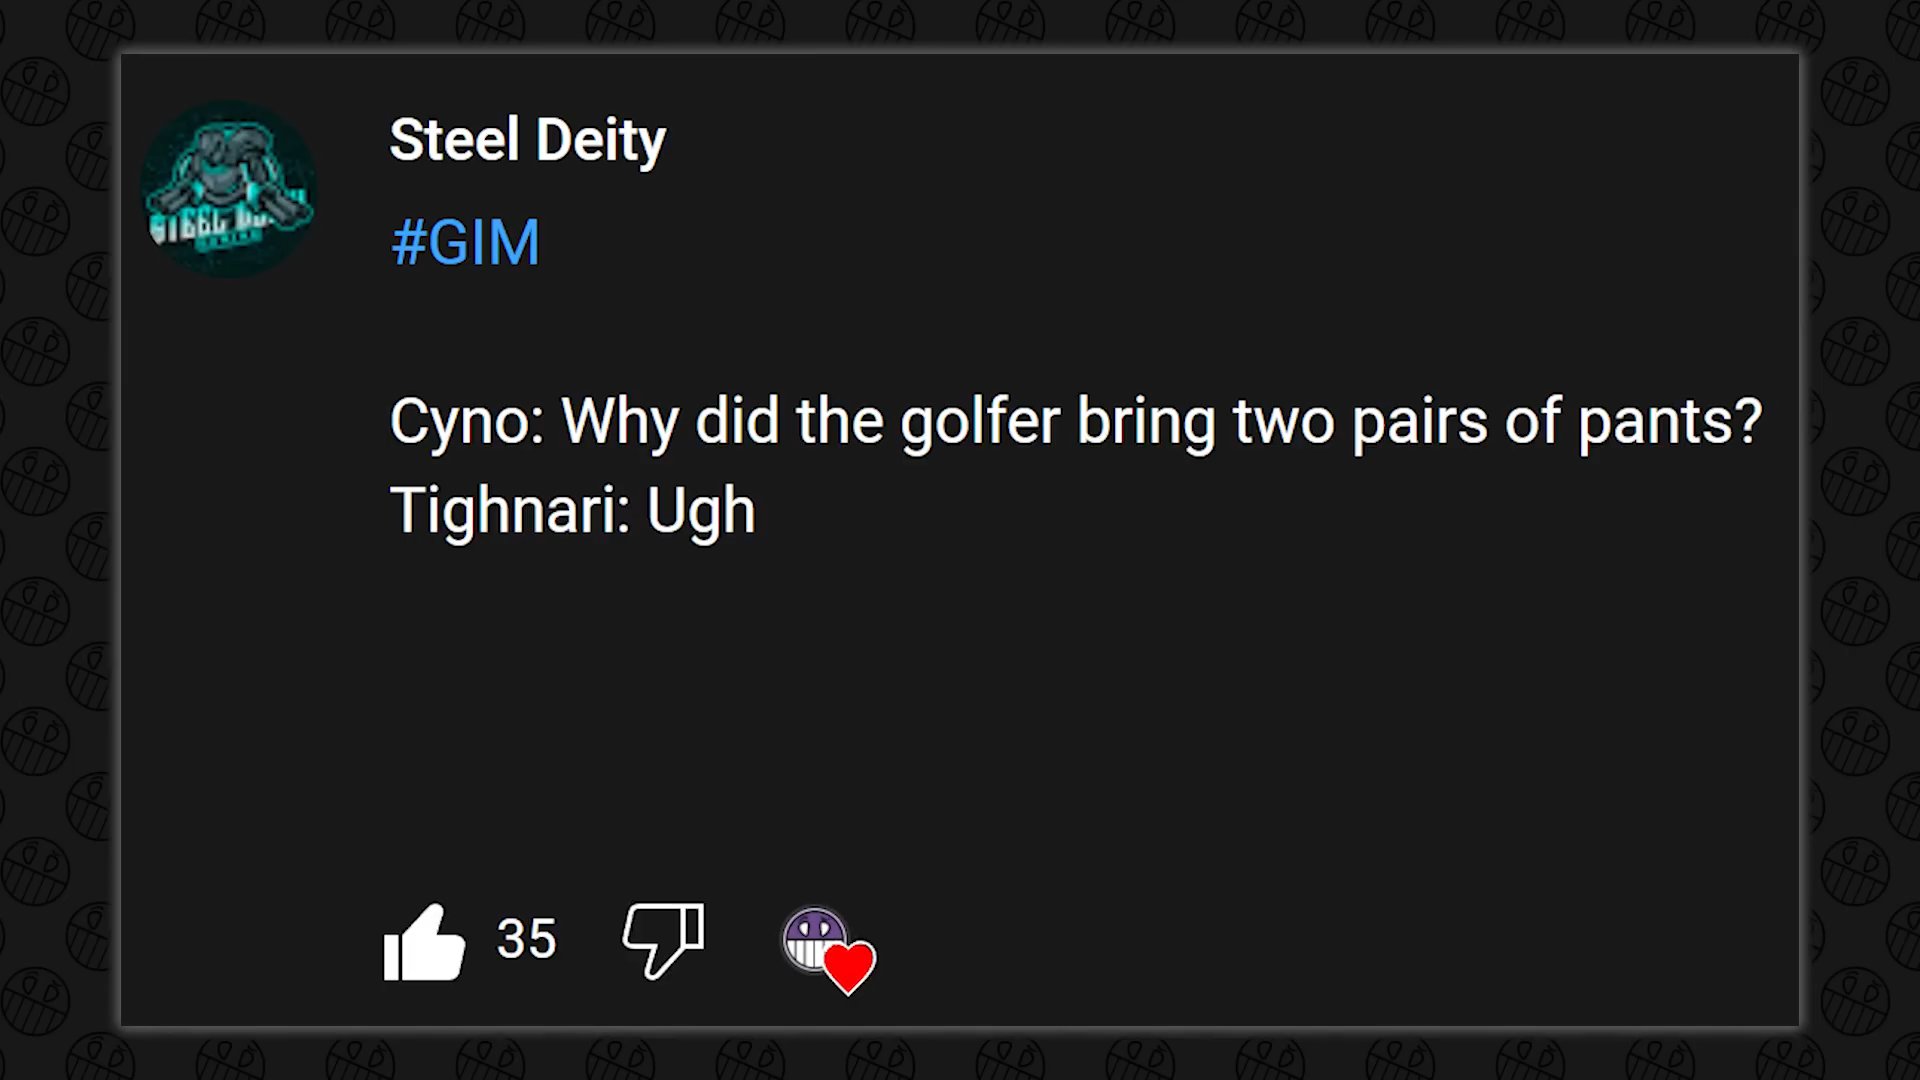 Steel Deity
#GIM
Cyno: Why did the golfer bring two pairs of pants?
Tighnari: Ugh
35